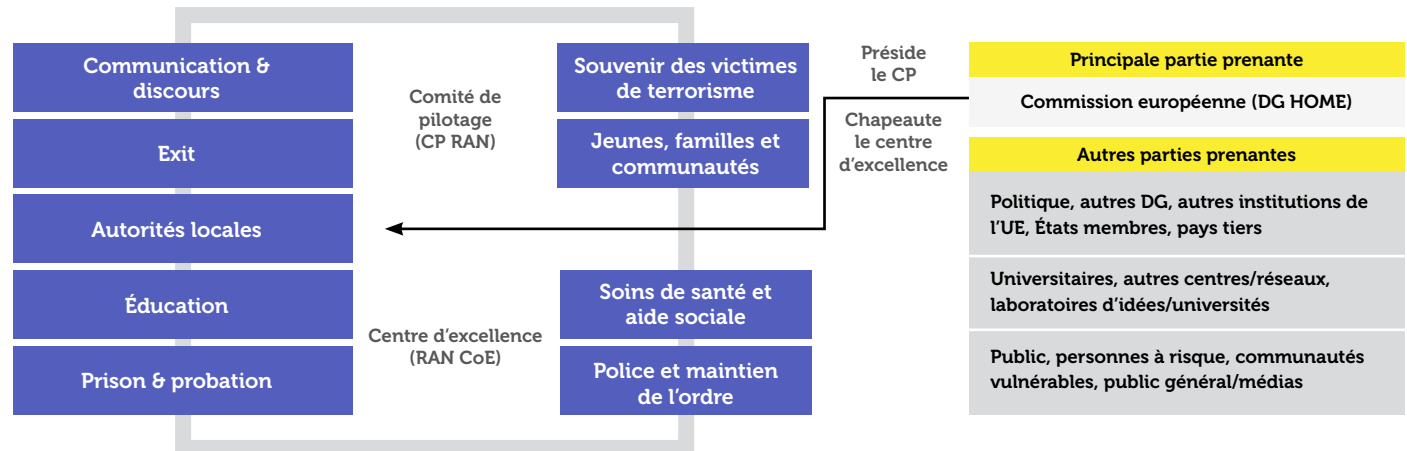 Communication &
discours
Exit
Autorités locales
Éducation
Prison & probation
Comité de
pilotage
(CP RAN)
Centre d'excellence
(RAN CoE)
Souvenir des victimes
de terrorisme
Jeunes, familles et
communautés
Soins de santé et
aide sociale
Police et maintien
de l'ordre
Préside
le CP
Chapeaute
le centre
d'excellence
Principale partie prenante
Commission européenne (DG HOME)
Autres parties prenantes
Politique, autres DG, autres institutions de
l'UE, États membres, pays tiers
Universitaires, autres centres/réseaux,
laboratoires d'idées/universités
Public, personnes à risque, communautés
vulnérables, public général/médias